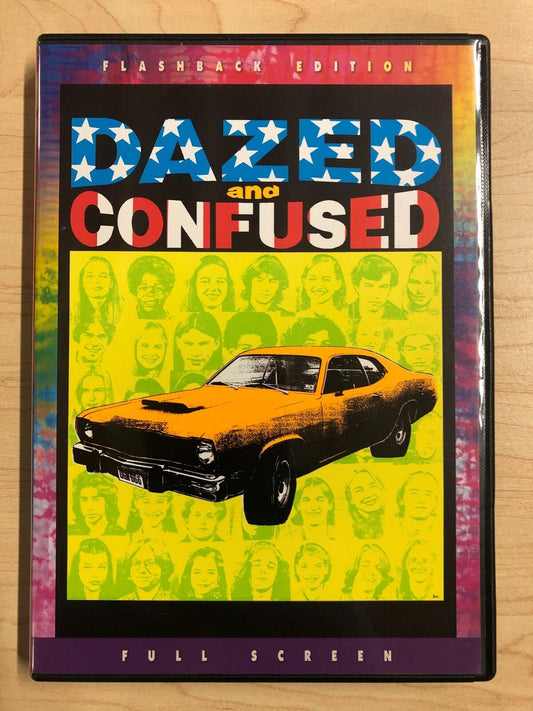 FLASHBACK EDITION
DAZED
and
CONFUSED
FULL SCREEN